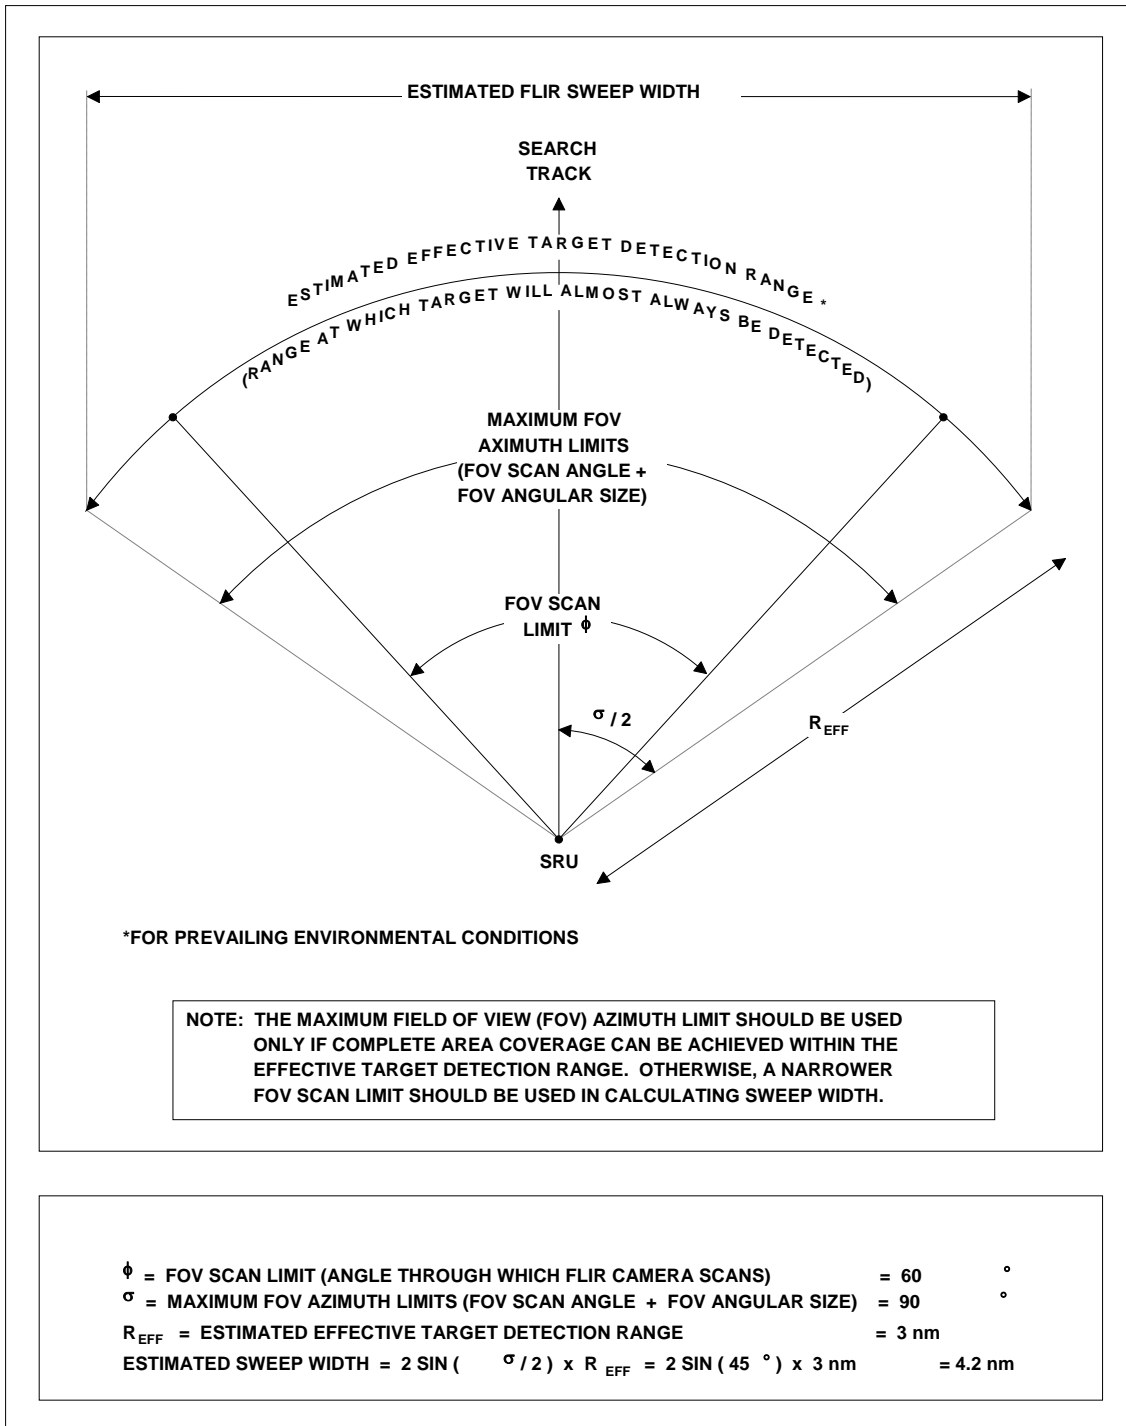 ESTIMATED FLIR SWEEP WIDTH
SEARCH
TRACK
ESTIMATED EFFECTIVE TARGET DETECTION RANGE *
(RANGE AT WHICH TARGET WILL ALMOST ALWAYS BE DETECTED)
MAXIMUM FOV
AXIMUTH LIMITS
(FOV SCAN ANGLE +
FOV ANGULAR SIZE)
FOV SCAN
LIMIT ϕ
σ / 2
R EFF
SRU
*FOR PREVAILING ENVIRONMENTAL CONDITIONS
NOTE: THE MAXIMUM FIELD OF VIEW (FOV) AZIMUTH LIMIT SHOULD BE USED
ONLY IF COMPLETE AREA COVERAGE CAN BE ACHIEVED WITHIN THE
EFFECTIVE TARGET DETECTION RANGE. OTHERWISE, A NARROWER
FOV SCAN LIMIT SHOULD BE USED IN CALCULATING SWEEP WIDTH.
ϕ = FOV SCAN LIMIT (ANGLE THROUGH WHICH FLIR CAMERA SCANS) = 60 °
σ = MAXIMUM FOV AZIMUTH LIMITS (FOV SCAN ANGLE + FOV ANGULAR SIZE) = 90 °
R EFF = ESTIMATED EFFECTIVE TARGET DETECTION RANGE = 3 nm
ESTIMATED SWEEP WIDTH = 2 SIN ( σ / 2 ) x R EFF = 2 SIN ( 45 ° ) x 3 nm = 4.2 nm